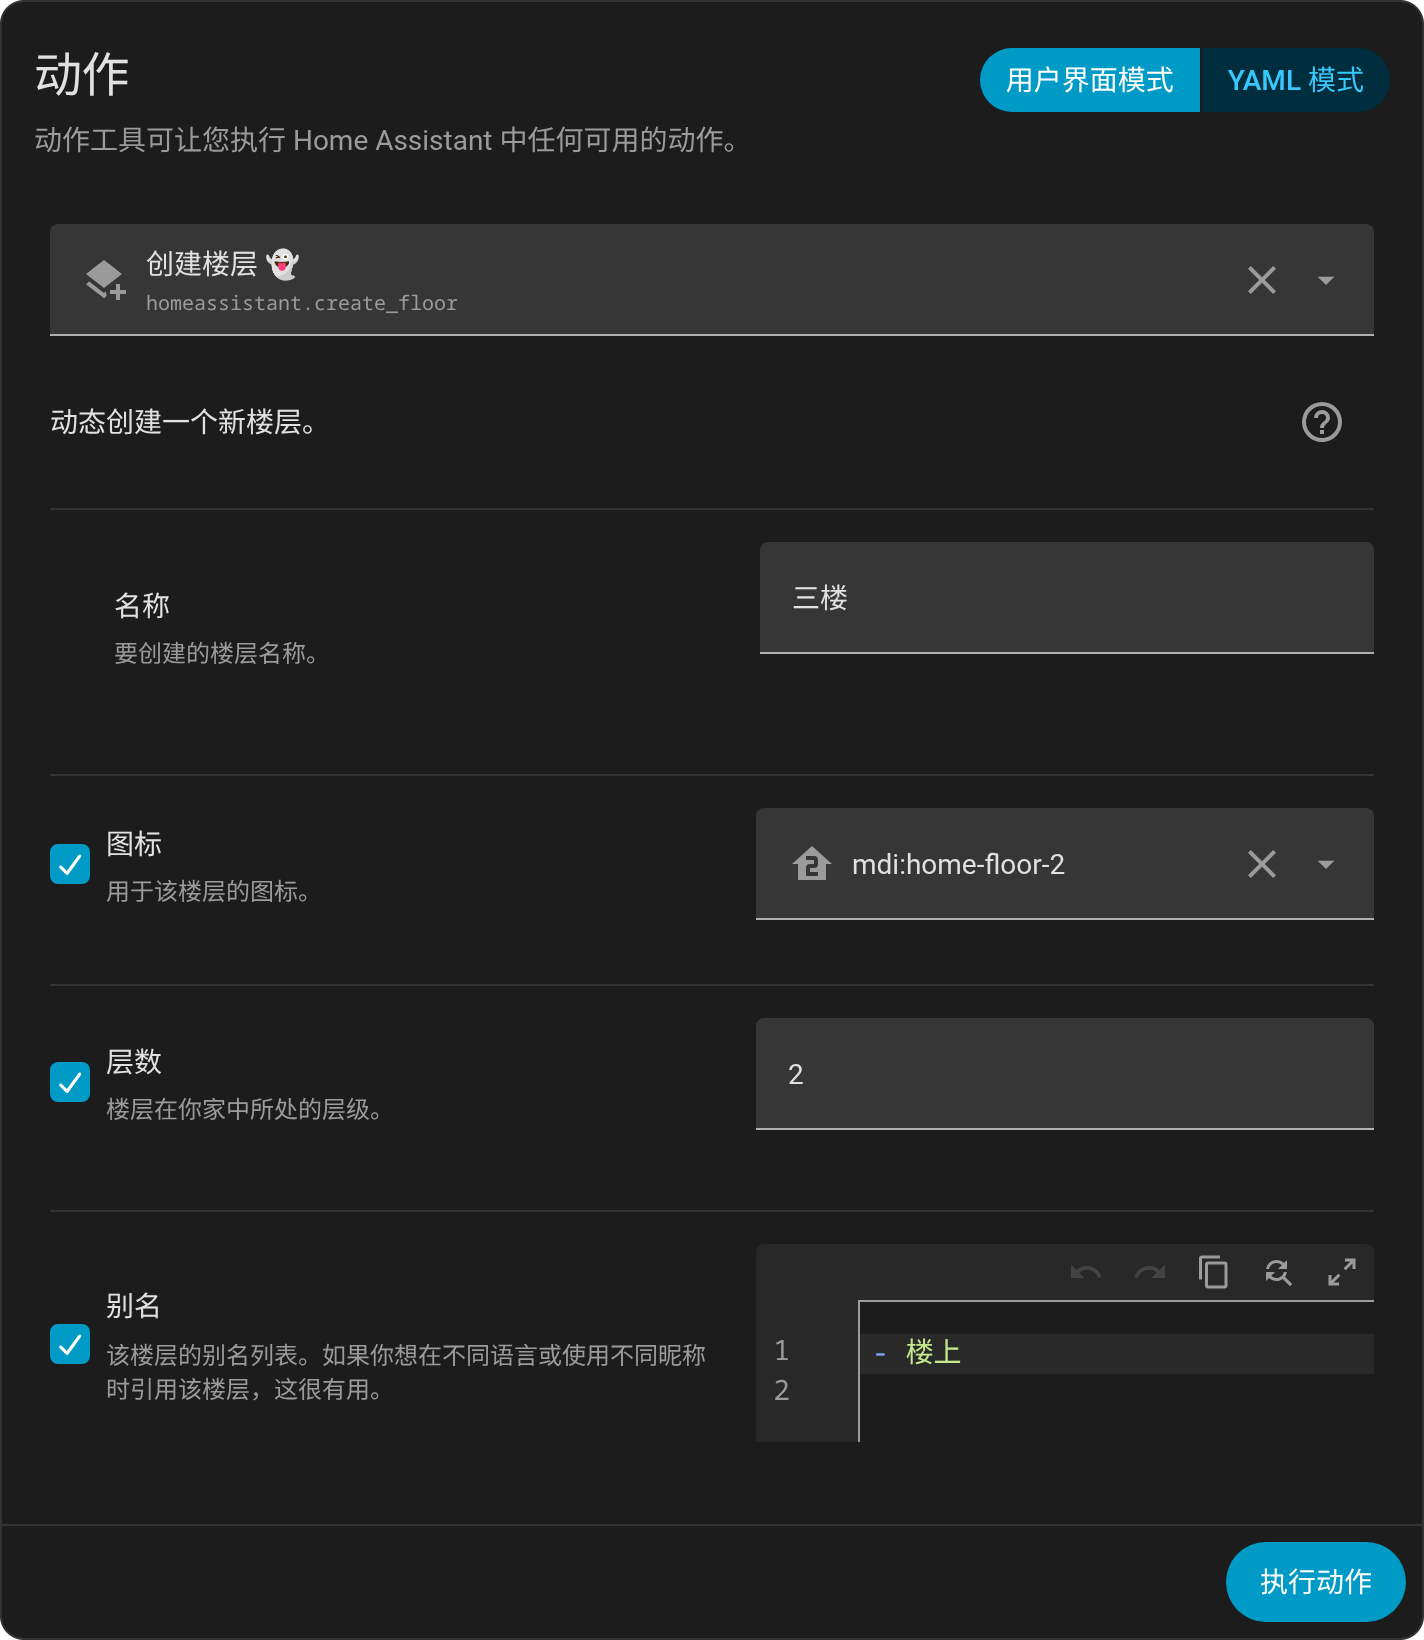 动作
用户界面模式
YAML 模式
动作工具可让您执行 Home Assistant 中任何可用的动作。
创建楼层 👻
homeassistant.create_floor
动态创建一个新楼层。
名称
要创建的楼层名称。
三楼
图标
用于该楼层的图标。
mdi:home-floor-2
层数
楼层在你家中所处的层级。
2
别名
该楼层的别名列表。如果你想在不同语言或使用不同昵称
时引用该楼层，这很有用。
1
- 楼上
2
执行动作